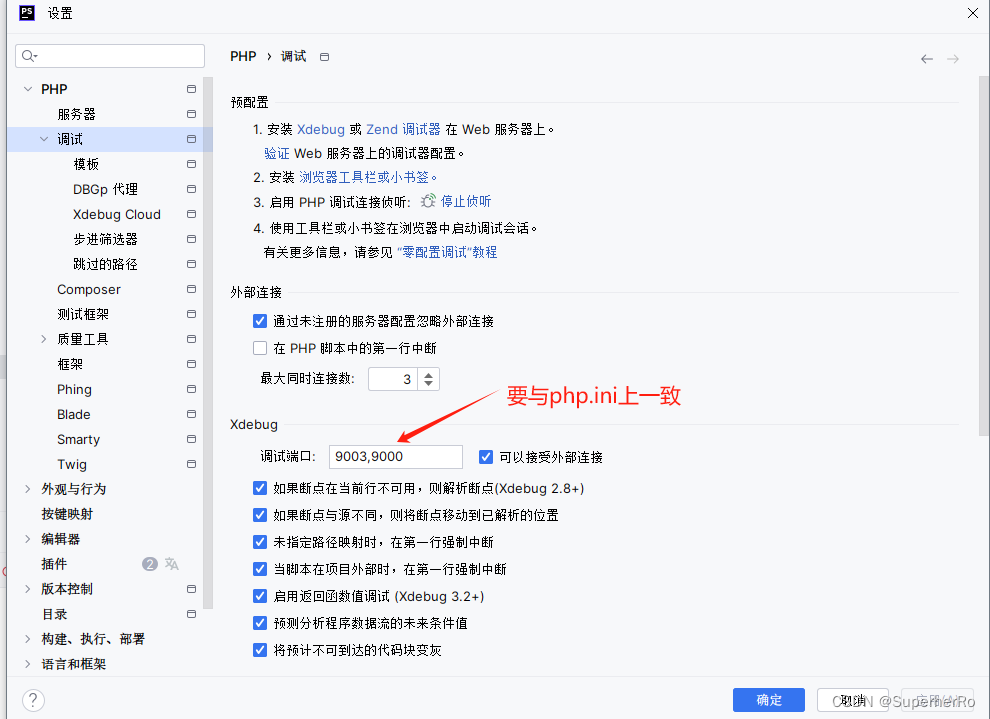 PS 设置
PHP
服务器
调试
模板
DBGp 代理
Xdebug Cloud
步进筛选器
跳过的路径
Composer
测试框架
质量工具
框架
Phing
Blade
Smarty
Twig
外观与行为
按键映射
编辑器
插件 2
版本控制
目录
构建、执行、部署
语言和框架
PHP › 调试
预配置
1. 安装 Xdebug 或 Zend 调试器 在 Web 服务器上。
验证 Web 服务器上的调试器配置。
2. 安装 浏览器工具栏或小书签。
3. 启用 PHP 调试连接侦听: 停止侦听
4. 使用工具栏或小书签在浏览器中启动调试会话。
有关更多信息，请参见 “零配置调试”教程
外部连接
通过未注册的服务器配置忽略外部连接
在 PHP 脚本中的第一行中断
最大同时连接数: 3
要与php.ini上一致
Xdebug
调试端口: 9003,9000 可以接受外部连接
如果断点在当前行不可用，则解析断点(Xdebug 2.8+)
如果断点与源不同，则将断点移动到已解析的位置
未指定路径映射时，在第一行强制中断
当脚本在项目外部时，在第一行强制中断
启用返回函数值调试 (Xdebug 3.2+)
预测分析程序数据流的未来条件值
将预计不可到达的代码块变灰
? 确定 取消
CSDN @SuperherRo